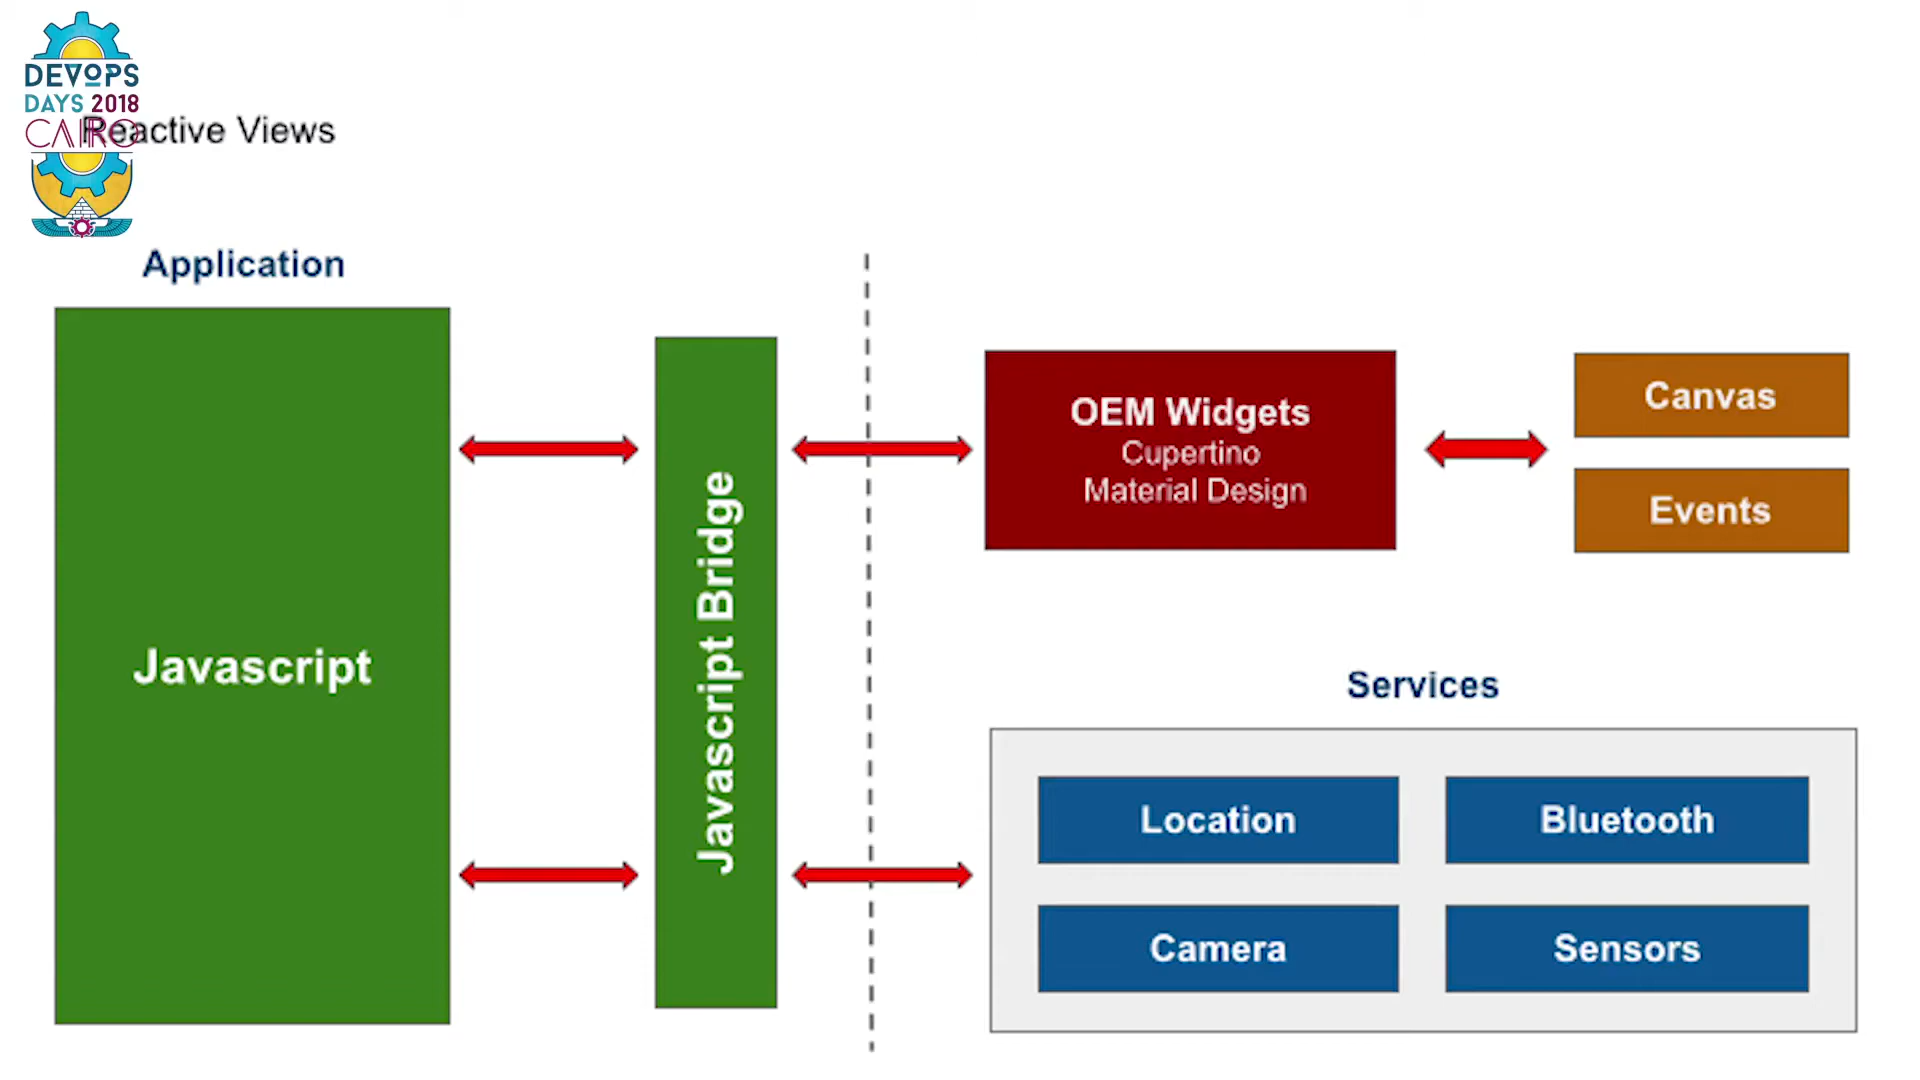 DEVOPS
DAYS 2018
CAIRO
Reactive Views
Application
Javascript
Javascript Bridge
OEM Widgets
Cupertino
Material Design
Canvas
Events
Services
Location
Bluetooth
Camera
Sensors